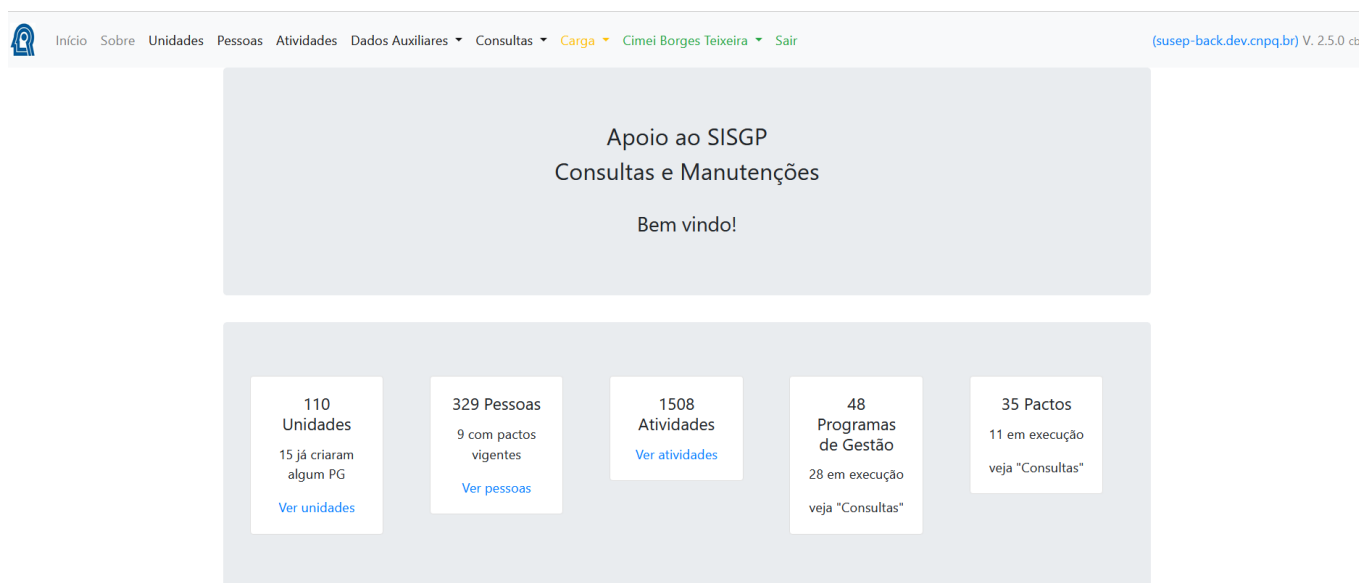 Início Sobre Unidades Pessoas Atividades Dados Auxiliares Consultas Carga Cimei Borges Teixeira Sair (susep-back.dev.cnpq.br) V. 2.5.0
Apoio ao SISGP
Consultas e Manutenções
Bem vindo!
110
Unidades
15 já criaram
algum PG
Ver unidades
329 Pessoas
9 com pactos
vigentes
Ver pessoas
1508
Atividades
Ver atividades
48
Programas
de Gestão
28 em execução
veja "Consultas"
35 Pactos
11 em execução
veja "Consultas"